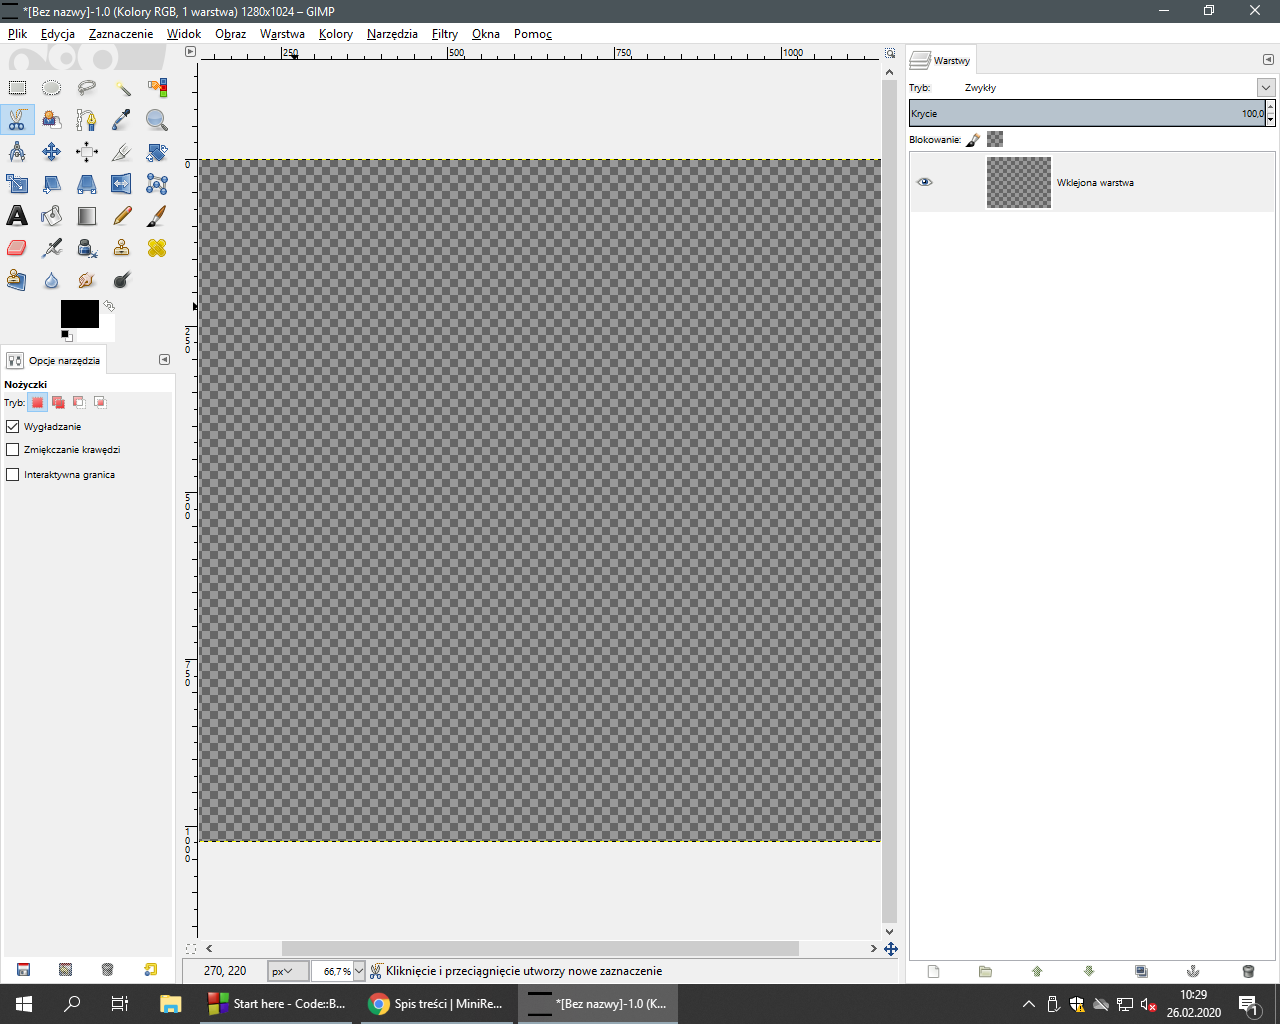 *[Bez nazwy]-1.0 (Kolory RGB, 1 warstwa) 1280x1024 – GIMP
Plik Edycja Zaznaczenie Widok Obraz Warstwa Kolory Narzędzia Filtry Okna Pomoc
250 500 750 1000
Warstwy
Tryb: Zwykły
Krycie 100,0
Blokowanie:
Wklejona warstwa
0
250
500
750
1000
Opcje narzędzia
Nożyczki
Tryb:
Wygładzanie
Zmiękczanie krawędzi
Interaktywna granica
270, 220 px 66,7 % Kliknięcie i przeciągnięcie utworzy nowe zaznaczenie
Start here - Code::B... Spis treści | MiniRe... *[Bez nazwy]-1.0 (K...
10:29
26.02.2020
1